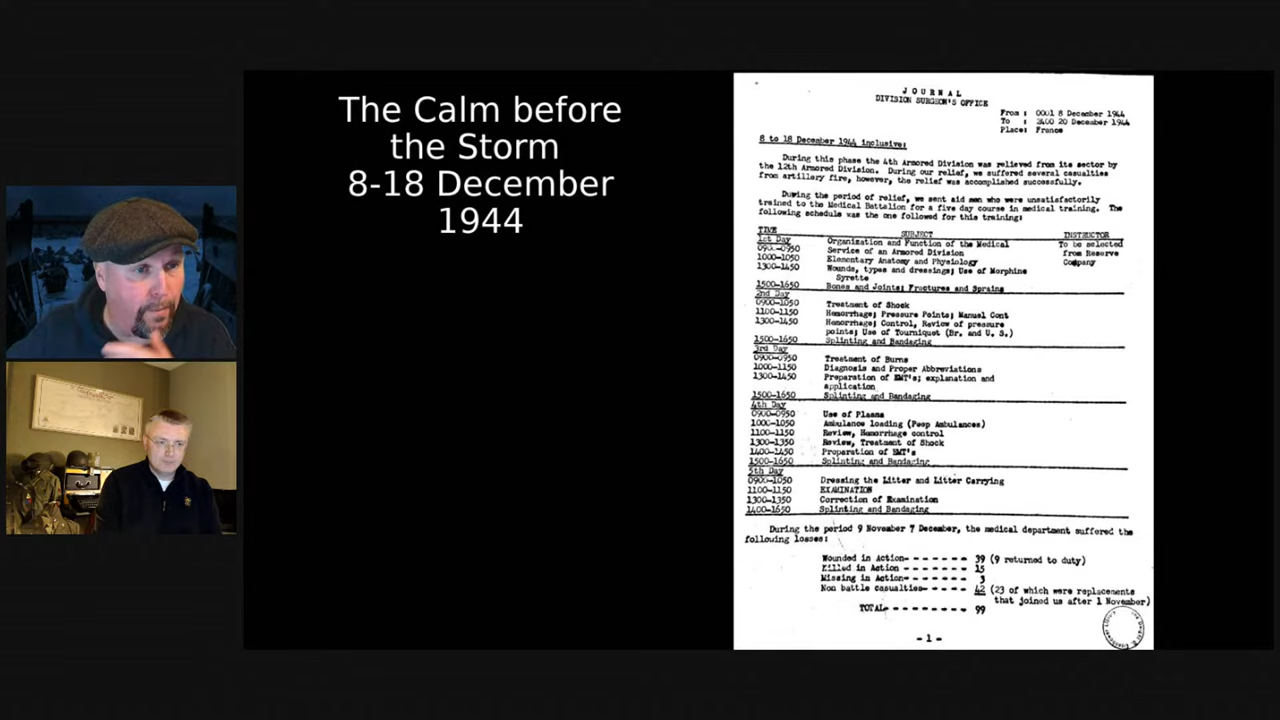 The Calm before
the Storm
8-18 December
1944
JOURNAL
DIVISION SURGEON'S OFFICE
From : 0001 8 December 1944
To : 2400 20 December 1944
Place: France
8 to 18 December 1944 inclusive:
During this phase the 4th Armored Division was relieved from its sector by
the 12th Armored Division. During our relief, we suffered several casualties
from artillery fire, however, the relief was accomplished successfully.
During the period of relief, we sent aid men who were unsatisfactorily
trained to the Medical Battalion for a five day course in medical training. The
following schedule was the one followed for this training:
TIME SUBJECT INSTRUCTOR
1st Day
0900-0950 Organization and Function of the Medical To be selected
Service of an Armored Division from Reserve
1000-1050 Elementary Anatomy and Physiology Company
1300-1450 Wounds, types and dressings; Use of Morphine
Syrette
1500-1650 Bones and Joints; Fractures and Sprains
2nd Day
0900-1050 Treatment of Shock
1100-1150 Hemorrhage; Pressure Points; Manual Cont
1300-1450 Hemorrhage; Control, Review of pressure
points; Use of Tourniquet (Br. and U. S.)
1500-1650 Splinting and Bandaging
3rd Day
0900-0950 Treatment of Burns
1000-1150 Diagnosis and Proper Abbreviations
1300-1450 Preparation of EMT's; explanation and
application
1500-1650 Splinting and Bandaging
4th Day
0900-0950 Use of Plasma
1000-1050 Ambulance loading (Peep Ambulances)
1100-1150 Review, Hemorrhage control
1300-1350 Review, Treatment of Shock
1400-1450 Preparation of EMT's
1500-1650 Splinting and Bandaging
5th Day
0900-1050 Dressing the Litter and Litter Carrying
1100-1150 EXAMINATION
1300-1350 Correction of Examination
1400-1650 Splinting and Bandaging
During the period 9 November 7 December, the medical department suffered the
following losses:
Wounded in Action- - - - - - - 39 (9 returned to duty)
Killed in Action - - - - - - - 15
Missing in Action- - - - - - - 3
Non battle casualties- - - - - 42 (23 of which were replacements
that joined us after 1 November)
TOTAL- - - - - - - - - 99
- 1 -